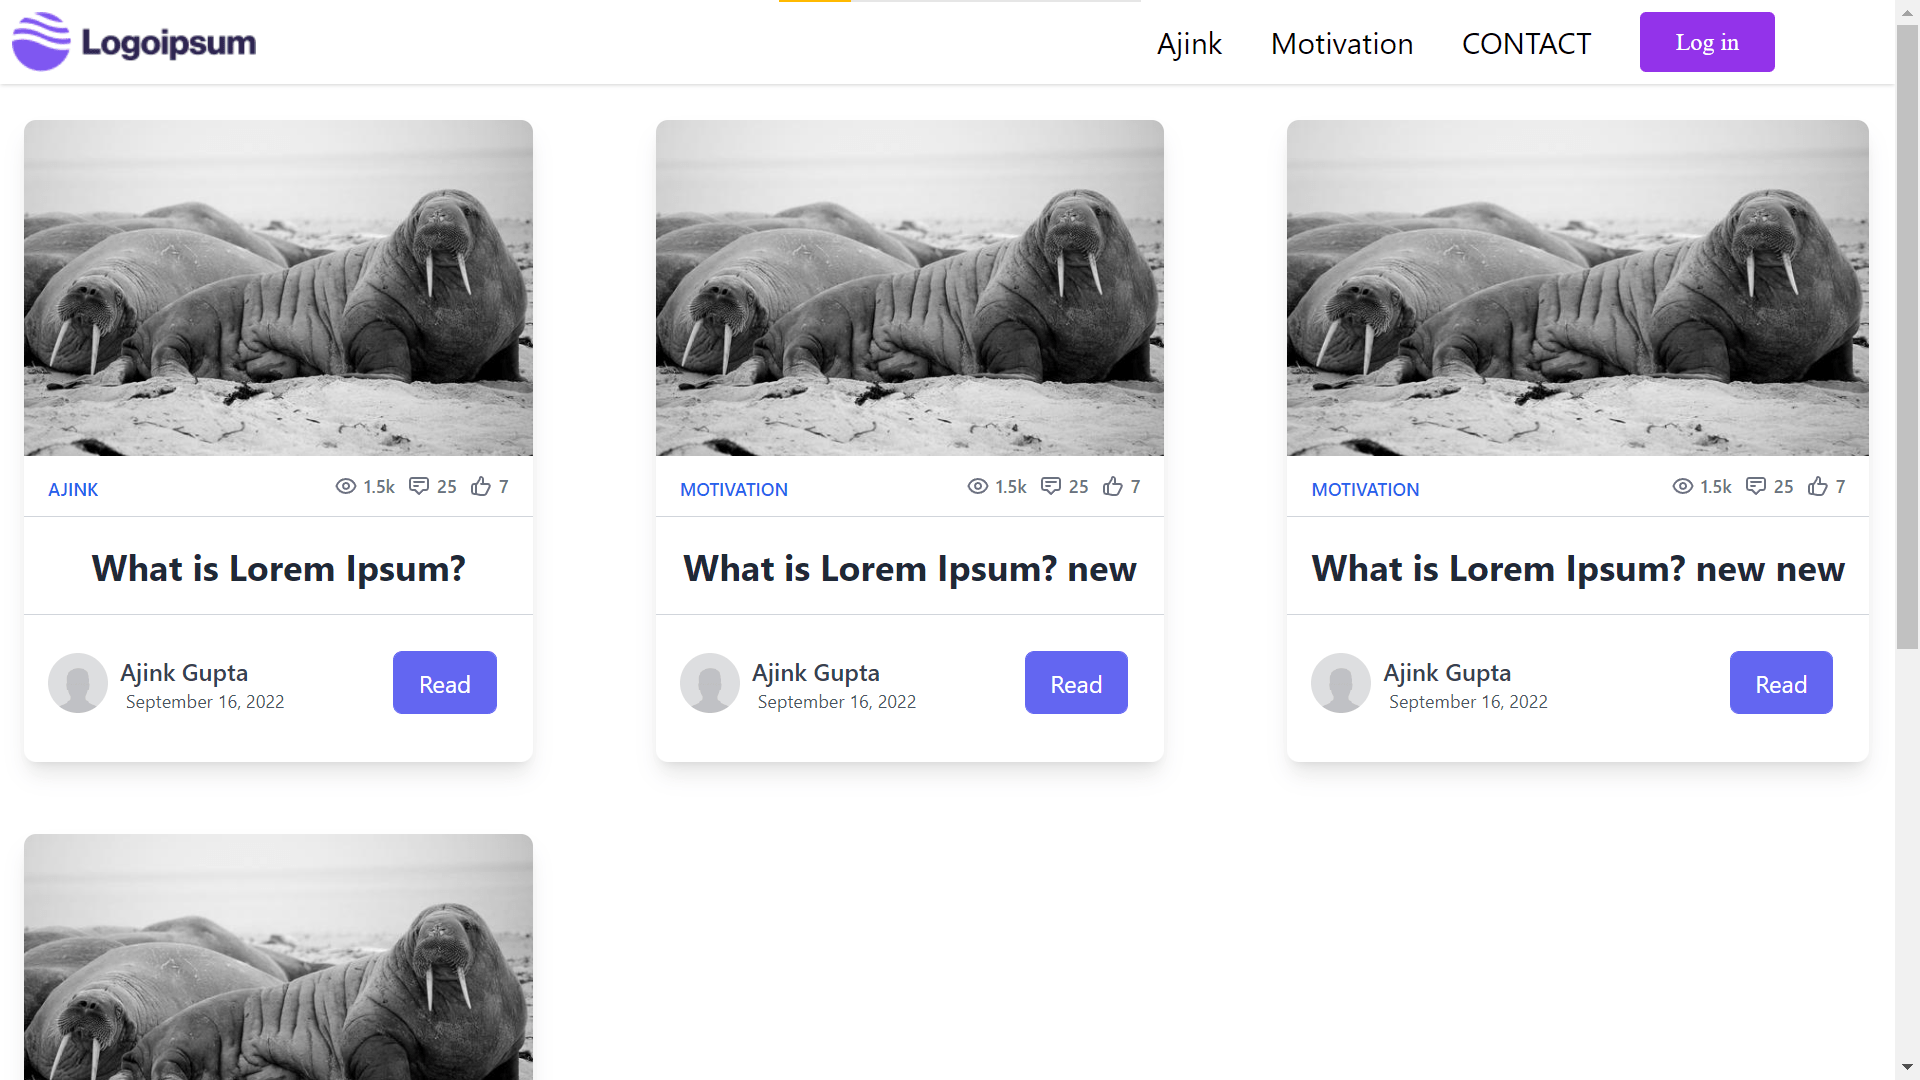 Logoipsum
Ajink Motivation CONTACT Log in
AJINK 1.5k 25 7
What is Lorem Ipsum?
Ajink Gupta
September 16, 2022
Read
MOTIVATION 1.5k 25 7
What is Lorem Ipsum? new
Ajink Gupta
September 16, 2022
Read
MOTIVATION 1.5k 25 7
What is Lorem Ipsum? new new
Ajink Gupta
September 16, 2022
Read